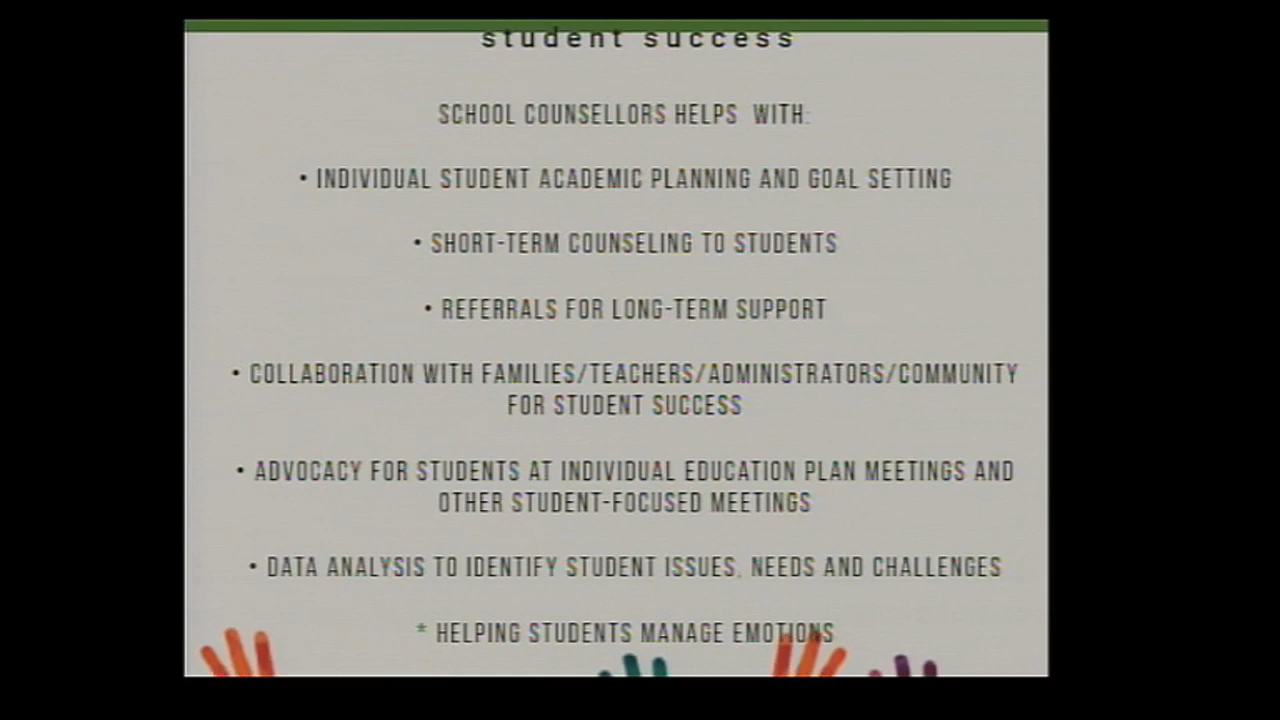 student success
SCHOOL COUNSELLORS HELPS WITH:
• INDIVIDUAL STUDENT ACADEMIC PLANNING AND GOAL SETTING
• SHORT-TERM COUNSELING TO STUDENTS
• REFERRALS FOR LONG-TERM SUPPORT
• COLLABORATION WITH FAMILIES/TEACHERS/ADMINISTRATORS/COMMUNITY
FOR STUDENT SUCCESS
• ADVOCACY FOR STUDENTS AT INDIVIDUAL EDUCATION PLAN MEETINGS AND
OTHER STUDENT-FOCUSED MEETINGS
• DATA ANALYSIS TO IDENTIFY STUDENT ISSUES, NEEDS AND CHALLENGES
* HELPING STUDENTS MANAGE EMOTIONS